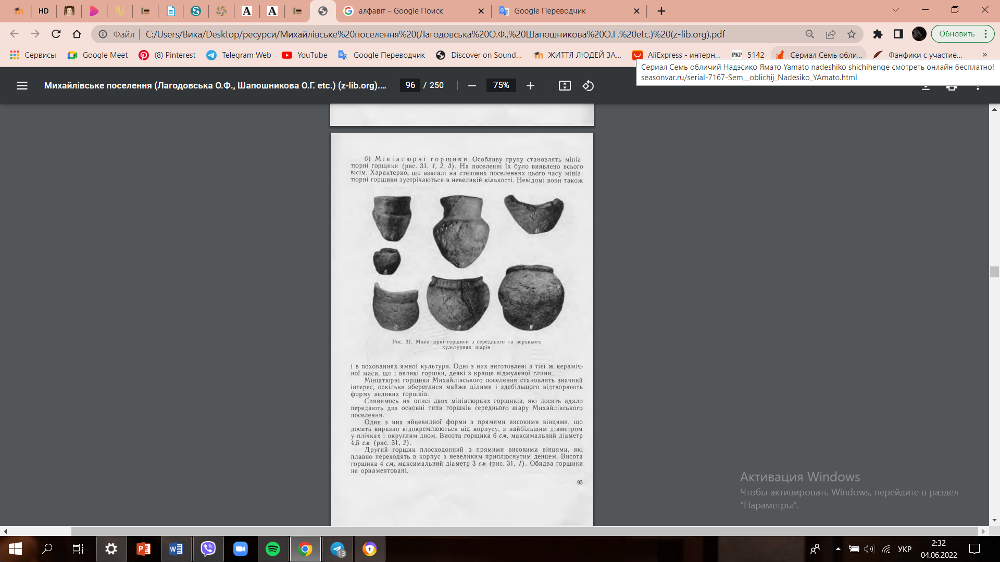 HD
алфавіт – Google Поиск
Google Переводчик
Файл
C:/Users/Вика/Desktop/ресурси/Михайлівське%20поселення%20(Лагодовська%20О.Ф.,%20Шапошникова%20О.Г.%20etc.)%20(z-lib.org).pdf
Обновить
Сервисы
Google Meet
(8) Pinterest
Telegram Web
YouTube
Google Переводчик
Discover on Sound...
ЖИТТЯ ЛЮДЕЙ ЗА...
AliExpress - интерн...
PKP 5142
Сериал Семь обли...
Фанфики с участие...
»
Сериал Семь обличий Надэсико Ямато Yamato nadeshiko shichihenge смотреть онлайн бесплатно!
seasonvar.ru/serial-7167-Sem__oblichij_Nadesiko_YAmato.html
Михайлівське поселення (Лагодовська О.Ф., Шапошникова О.Г. etc.) (z-lib.org)....
96 / 250
75%
б) Мініатюрні горщики. Особливу групу становлять мініа-
тюрні горщики (рис. 31, 1, 2, 3). На поселенні їх було виявлено всього
вісім. Характерно, що взагалі на степових поселеннях цього часу мініа-
тюрні горщики зустрічаються в невеликій кількості. Невідомі вони також
Рис. 31. Мініатюрні горщики з середнього та верхнього
культурних шарів.
і в похованнях ямної культури. Одні з них виготовлені з тієї ж кераміч-
ної маси, що і великі горшки, деякі з краще відмуленої глини.
Мініатюрні горщики Михайлівського поселення становлять значний
інтерес, оскільки збереглися майже цілими і здебільшого відтворюють
форму великих горшків.
Спинимось на описі двох мініатюрних горщиків, які досить вдало
передають два основні типи горшків середнього шару Михайлівського
поселення.
Один з них яйцевидної форми з прямими високими вінцями, що
досить виразно відокремлюються від корпусу, з найбільшим діаметром
у плічках і округлим дном. Висота горщика 6 см, максимальний діаметр
4,5 см (рис. 31, 2).
Другий горщик плоскодонний з прямими високими вінцями, які
плавно переходять в корпус з невеликим приплюснутим денцем. Висота
горщика 4 см, максимальний діаметр 3 см (рис. 31, 1). Обидва горщики
не орнаментовані.
95
Активация Windows
Чтобы активировать Windows, перейдите в раздел
"Параметры".
13
УКР
2:32
04.06.2022